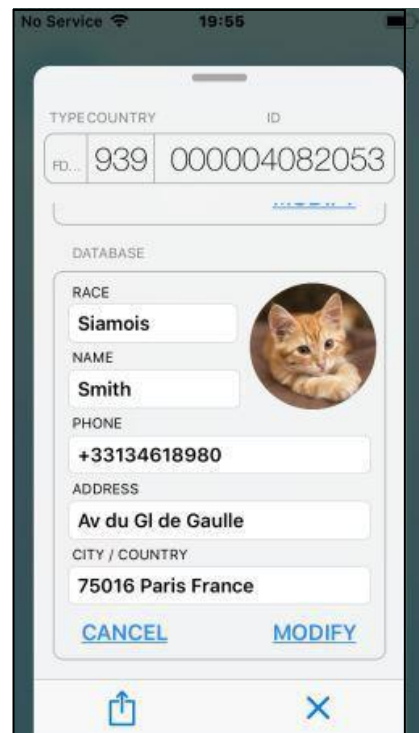 No Service 19:55
TYPE COUNTRY ID
FD... 939 000004082053
MODIFY
DATABASE
RACE
Siamois
NAME
Smith
PHONE
+33134618980
ADDRESS
Av du Gl de Gaulle
CITY / COUNTRY
75016 Paris France
CANCEL MODIFY